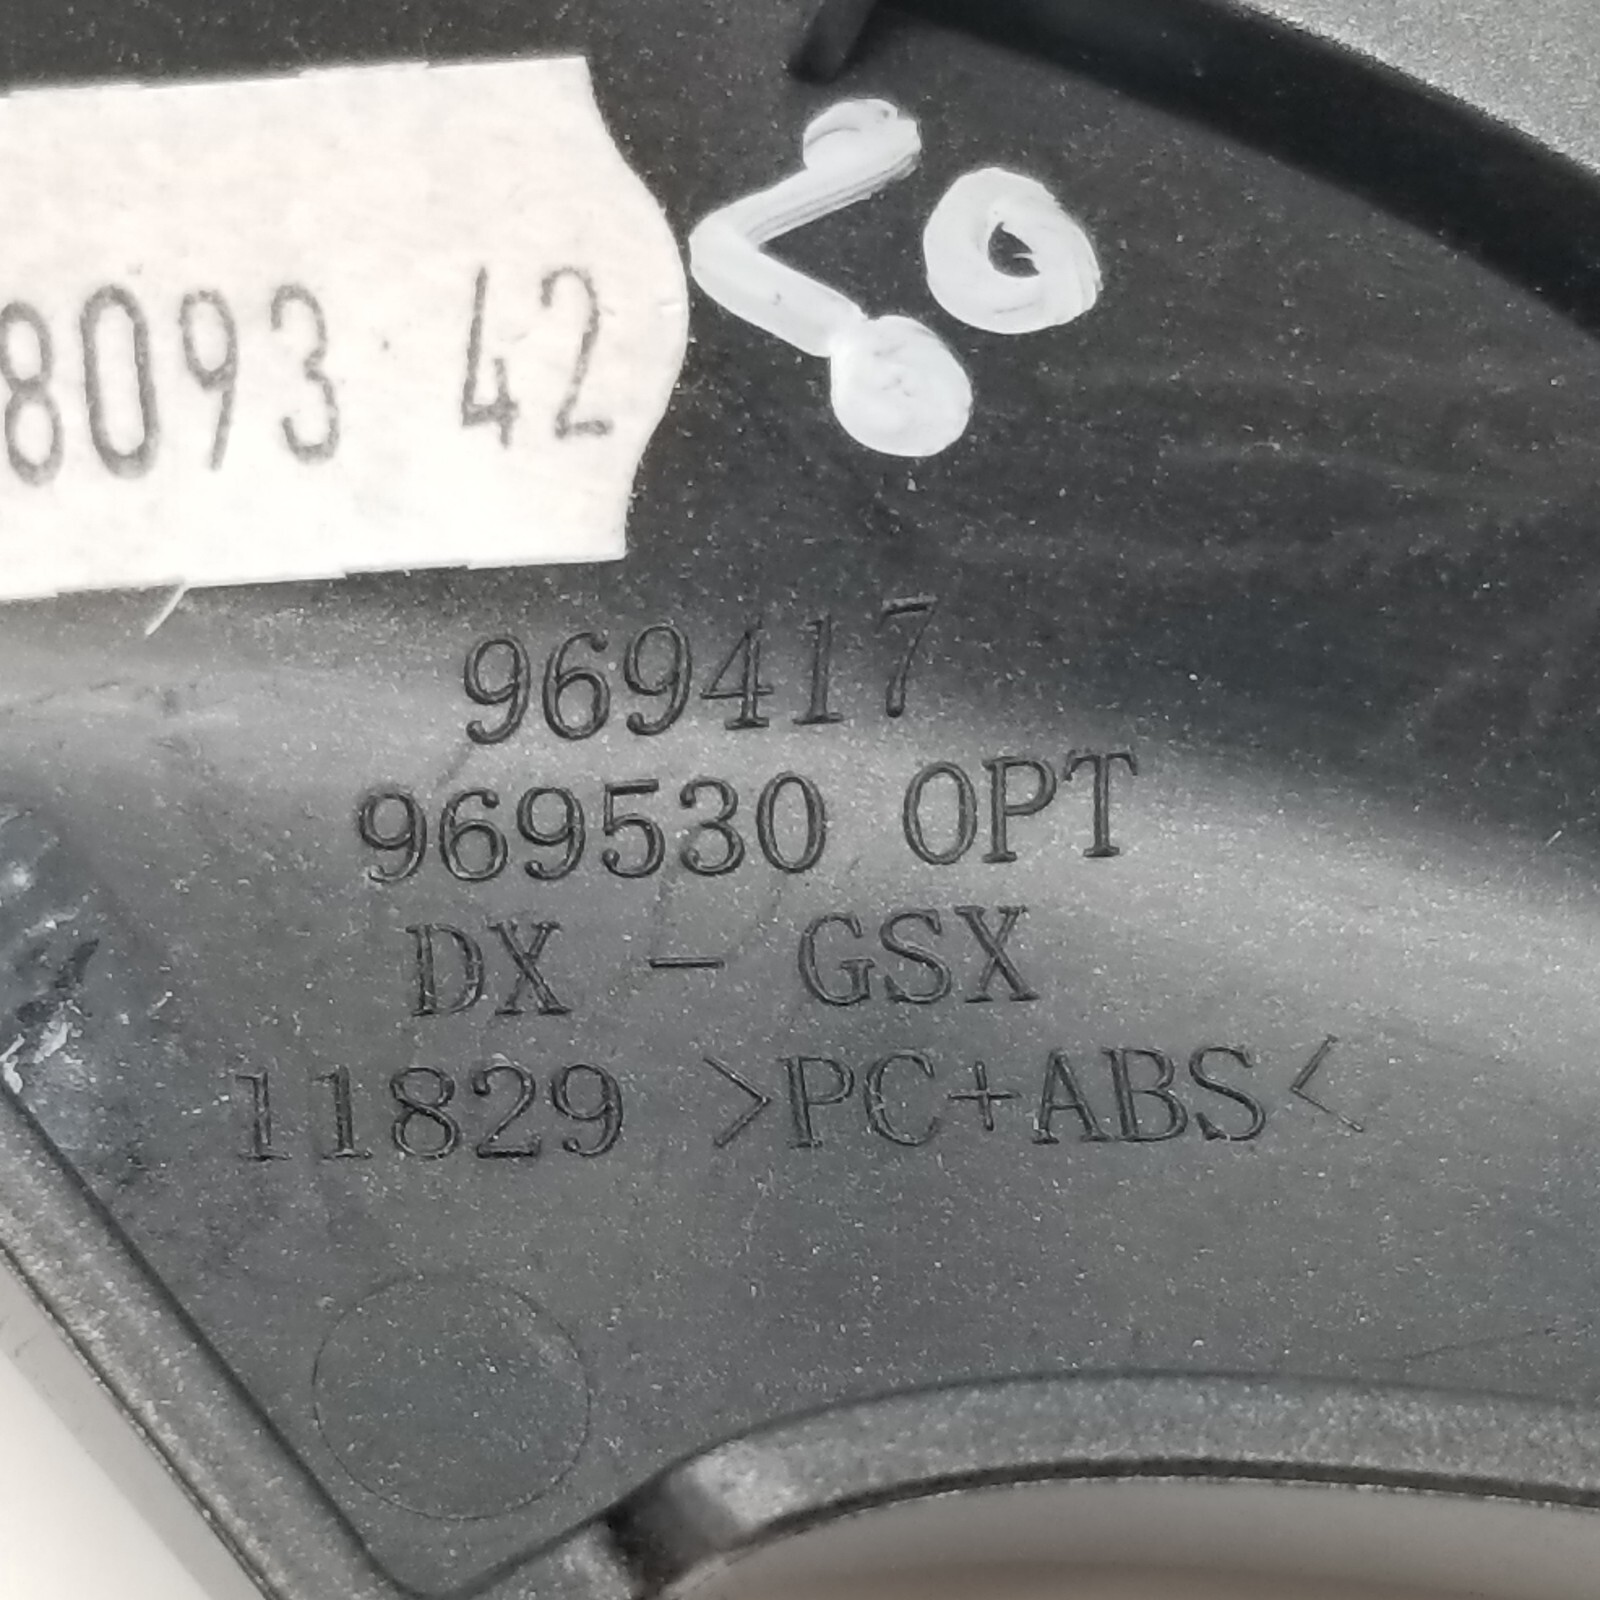 8093 42
969417
969530 OPT
DX - GSX
11829 >PC+ABS<